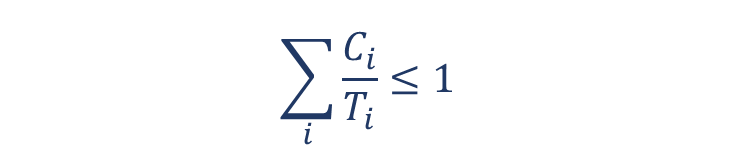 ∑_i C_i/T_i ≤ 1